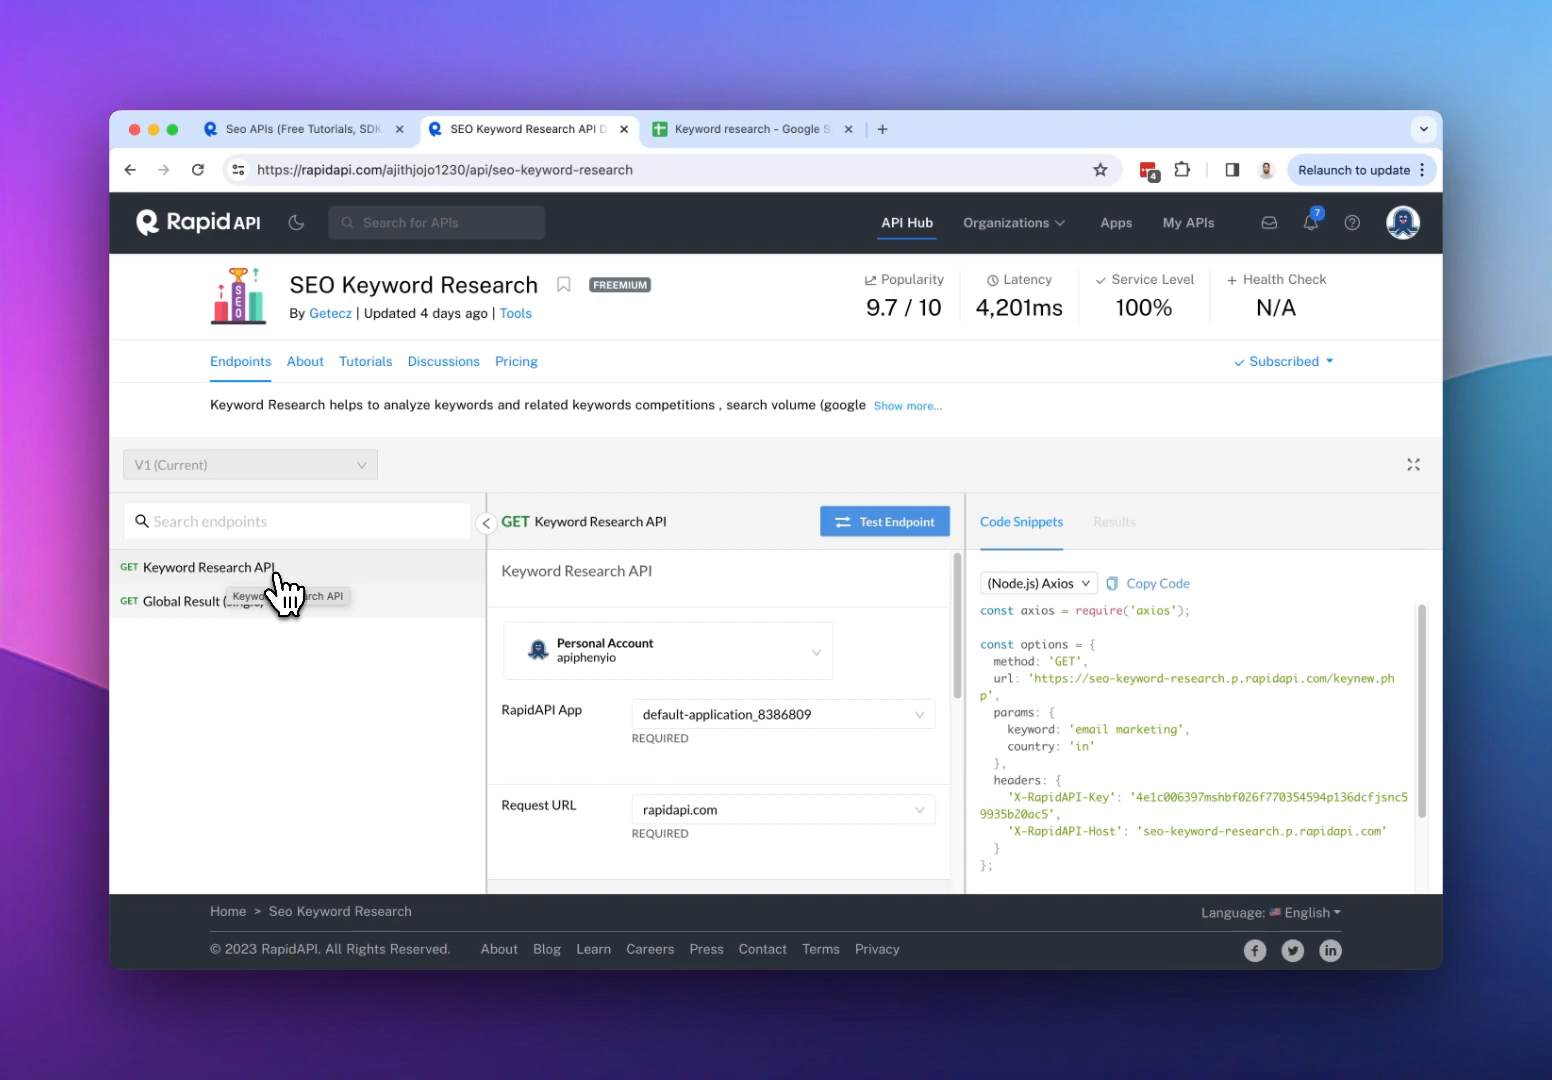 Seo APIs (Free Tutorials, SDK
SEO Keyword Research API D
Keyword research - Google S
https://rapidapi.com/ajithjojo1230/api/seo-keyword-research
4
Relaunch to update
Rapid API
Search for APIs
API Hub
Organizations
Apps
My APIs
7
SEO
SEO Keyword Research
FREEMIUM
By Getecz | Updated 4 days ago | Tools
Popularity
9.7 / 10
Latency
4,201ms
Service Level
100%
Health Check
N/A
Endpoints
About
Tutorials
Discussions
Pricing
Subscribed
Keyword Research helps to analyze keywords and related keywords competitions , search volume (google Show more...
V1 (Current)
Search endpoints
GET Keyword Research API
Test Endpoint
Code Snippets
Results
GET Keyword Research API
GET Global Result
Keyword Research API
Personal Account
apiphenyio
RapidAPI App
default-application_8386809
REQUIRED
Request URL
rapidapi.com
REQUIRED
(Node.js) Axios
Copy Code
const axios = require('axios');
const options = {
method: 'GET',
url: 'https://seo-keyword-research.p.rapidapi.com/keynew.ph
p',
params: {
keyword: 'email marketing',
country: 'in'
},
headers: {
'X-RapidAPI-Key': '4e1c006397mshbf026f770354594p136dcfjsnc5
9935b20ac5',
'X-RapidAPI-Host': 'seo-keyword-research.p.rapidapi.com'
}
};
Home > Seo Keyword Research
Language: English
© 2023 RapidAPI. All Rights Reserved.
About
Blog
Learn
Careers
Press
Contact
Terms
Privacy